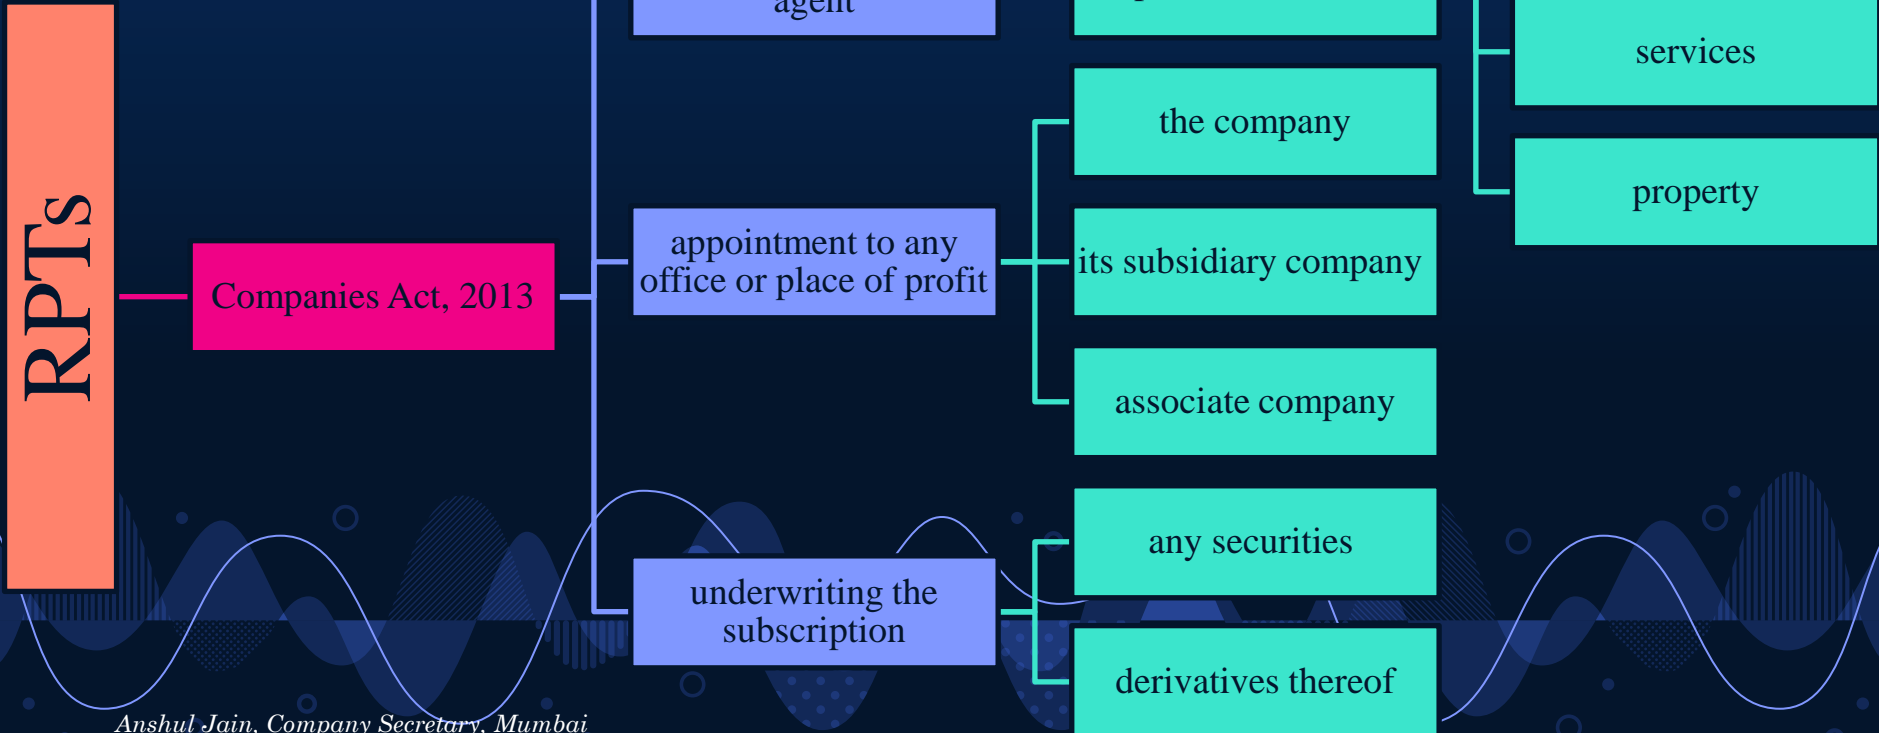 RPTs
Companies Act, 2013
agent
services
property
appointment to any
office or place of profit
the company
its subsidiary company
associate company
underwriting the
subscription
any securities
derivatives thereof
Anshul Jain, Company Secretary, Mumbai